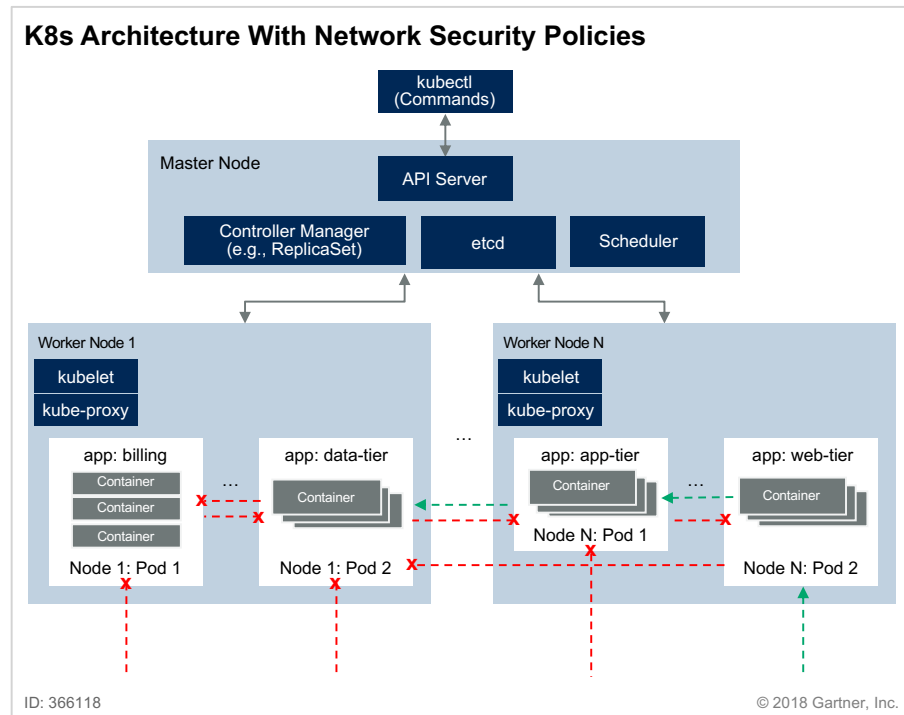 K8s Architecture With Network Security Policies
kubectl
(Commands)
Master Node
API Server
Controller Manager
(e.g., ReplicaSet)
etcd
Scheduler
Worker Node 1
kubelet
kube-proxy
app: billing
Container
Container
Container
Node 1: Pod 1
...
app: data-tier
Container
Node 1: Pod 2
...
Worker Node N
kubelet
kube-proxy
app: app-tier
Container
Node N: Pod 1
...
app: web-tier
Container
Node N: Pod 2
ID: 366118
© 2018 Gartner, Inc.